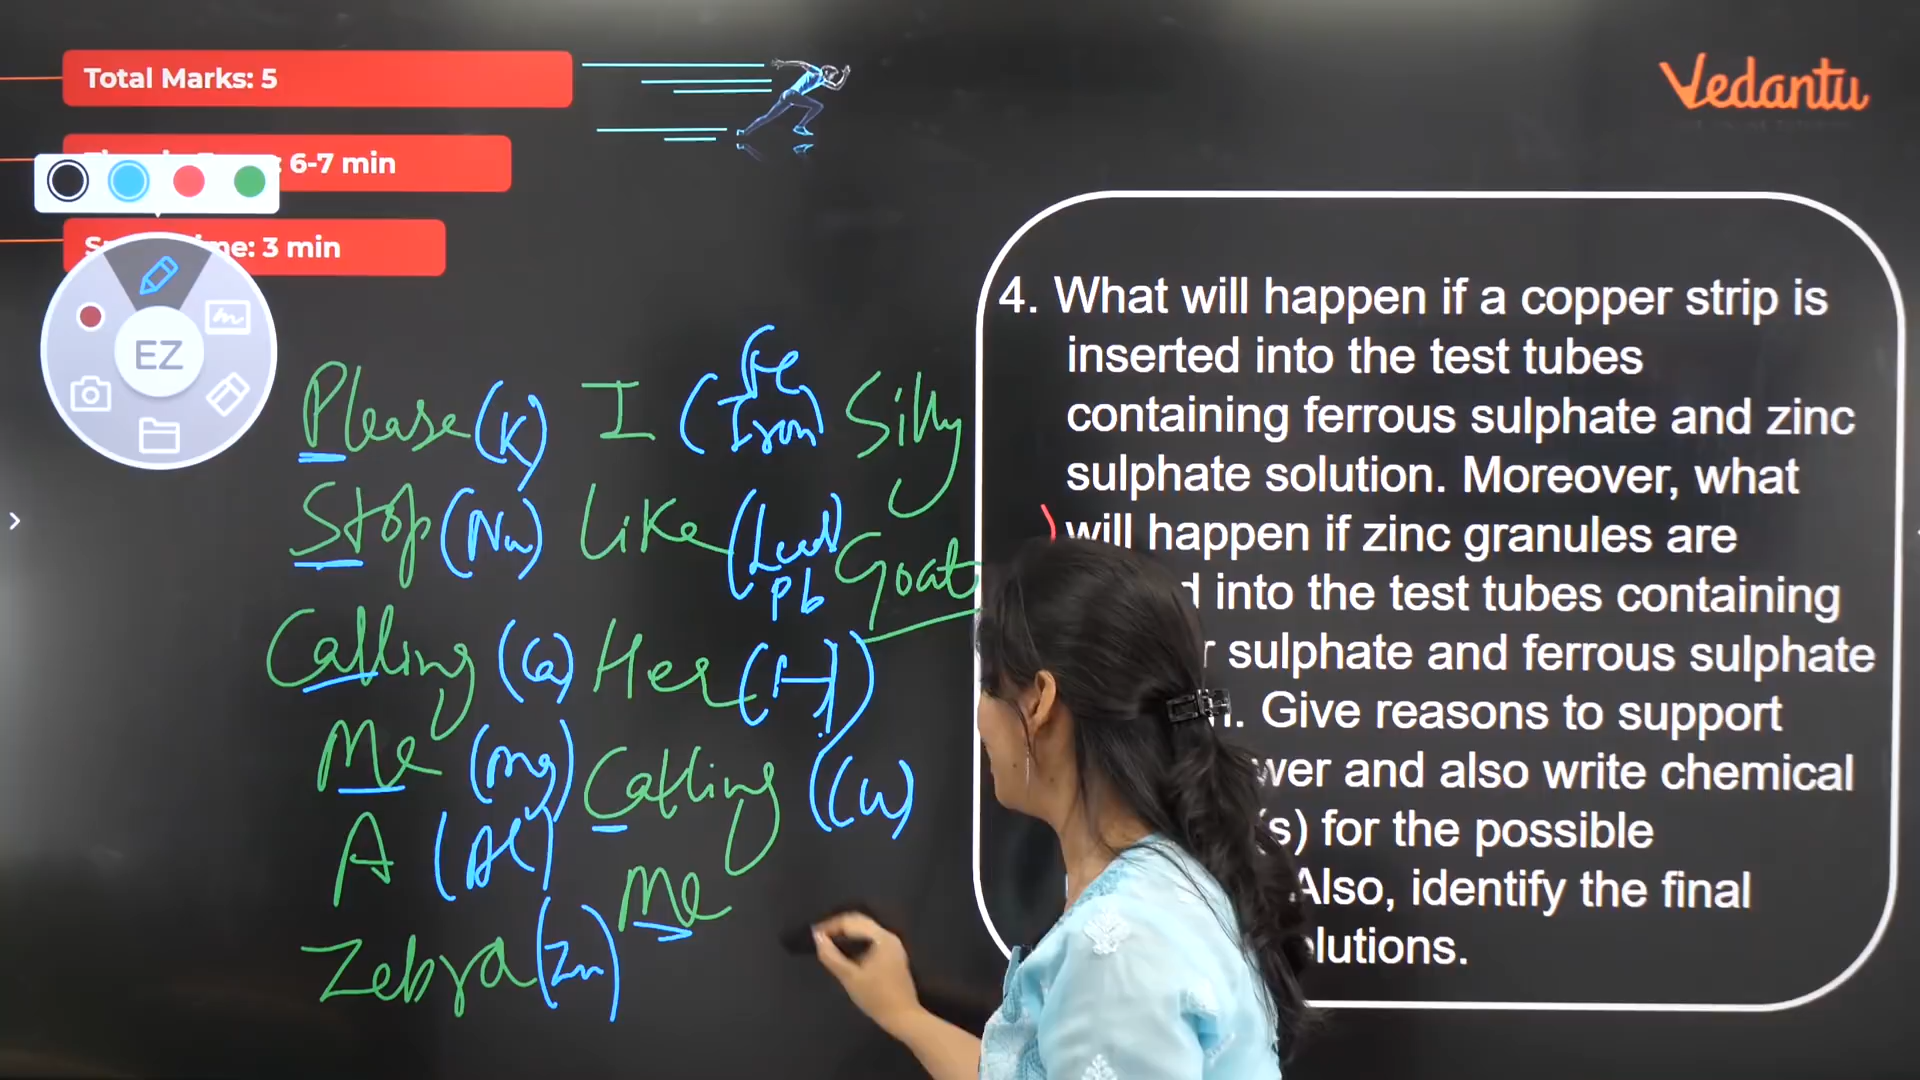 Total Marks: 5
: 6-7 min
me: 3 min
EZ
Vedantu
Please (K)
Stop (Na)
Calling (Ca)
Me (Mg)
A (Al)
Zebra (Zn)
I (Fe Iron)
Like (Lead Pb)
Her (H)
Calling (Cu)
Me
Silly
Goat
4. What will happen if a copper strip is
inserted into the test tubes
containing ferrous sulphate and zinc
sulphate solution. Moreover, what
will happen if zinc granules are
into the test tubes containing
sulphate and ferrous sulphate
Give reasons to support
and also write chemical
(s) for the possible
Also, identify the final